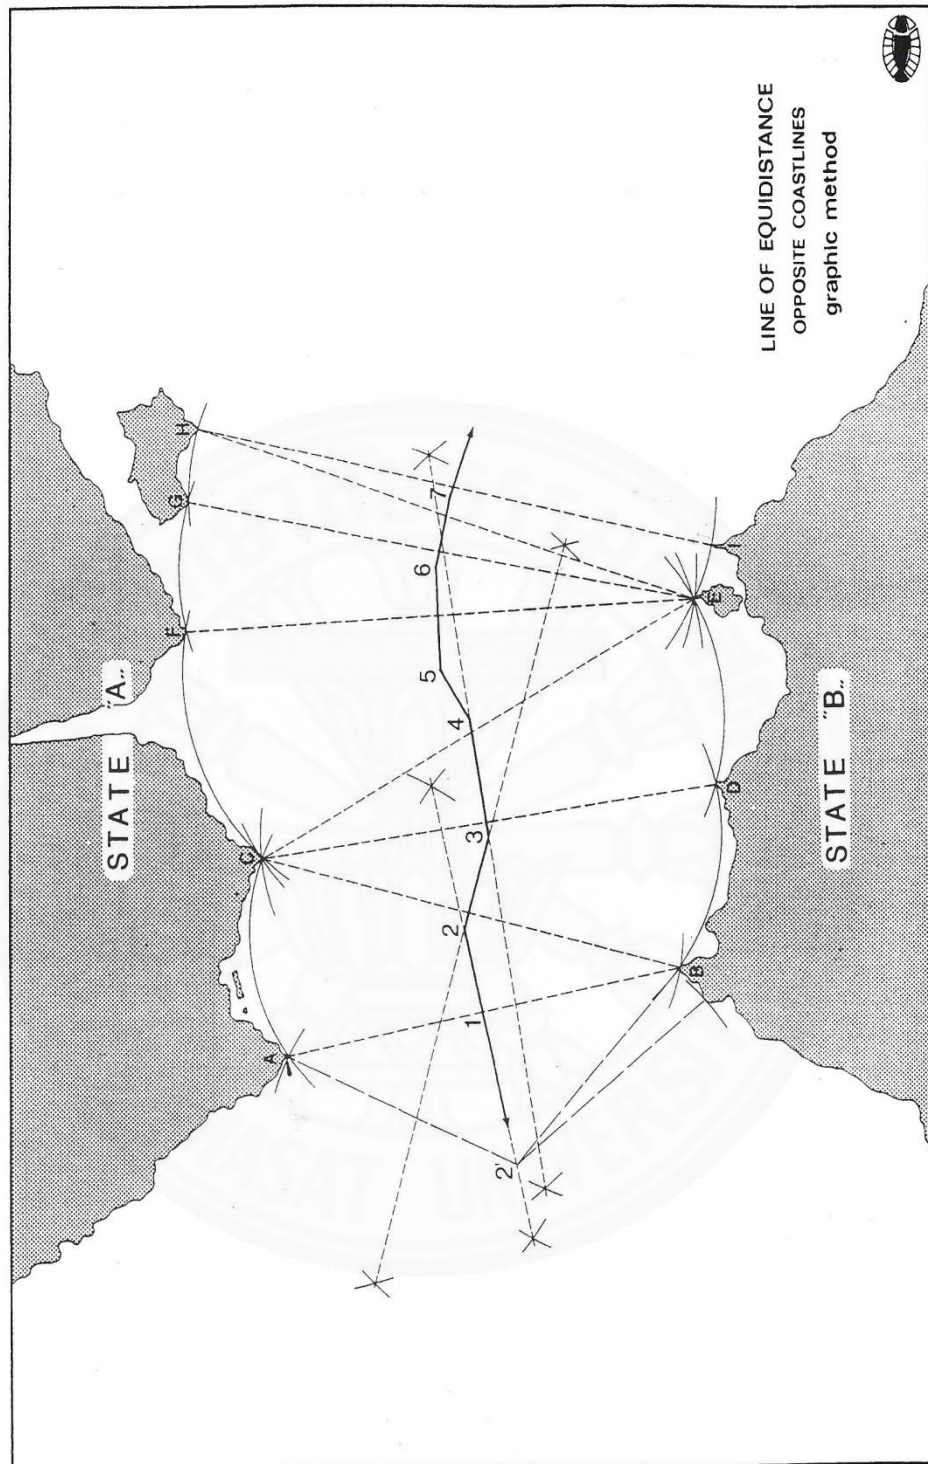 STATE "A„
F
G
H
C
A
5
6
7
2
4
3
1
2'
B
D
E
I
STATE "B„
LINE OF EQUIDISTANCE
OPPOSITE COASTLINES
graphic method